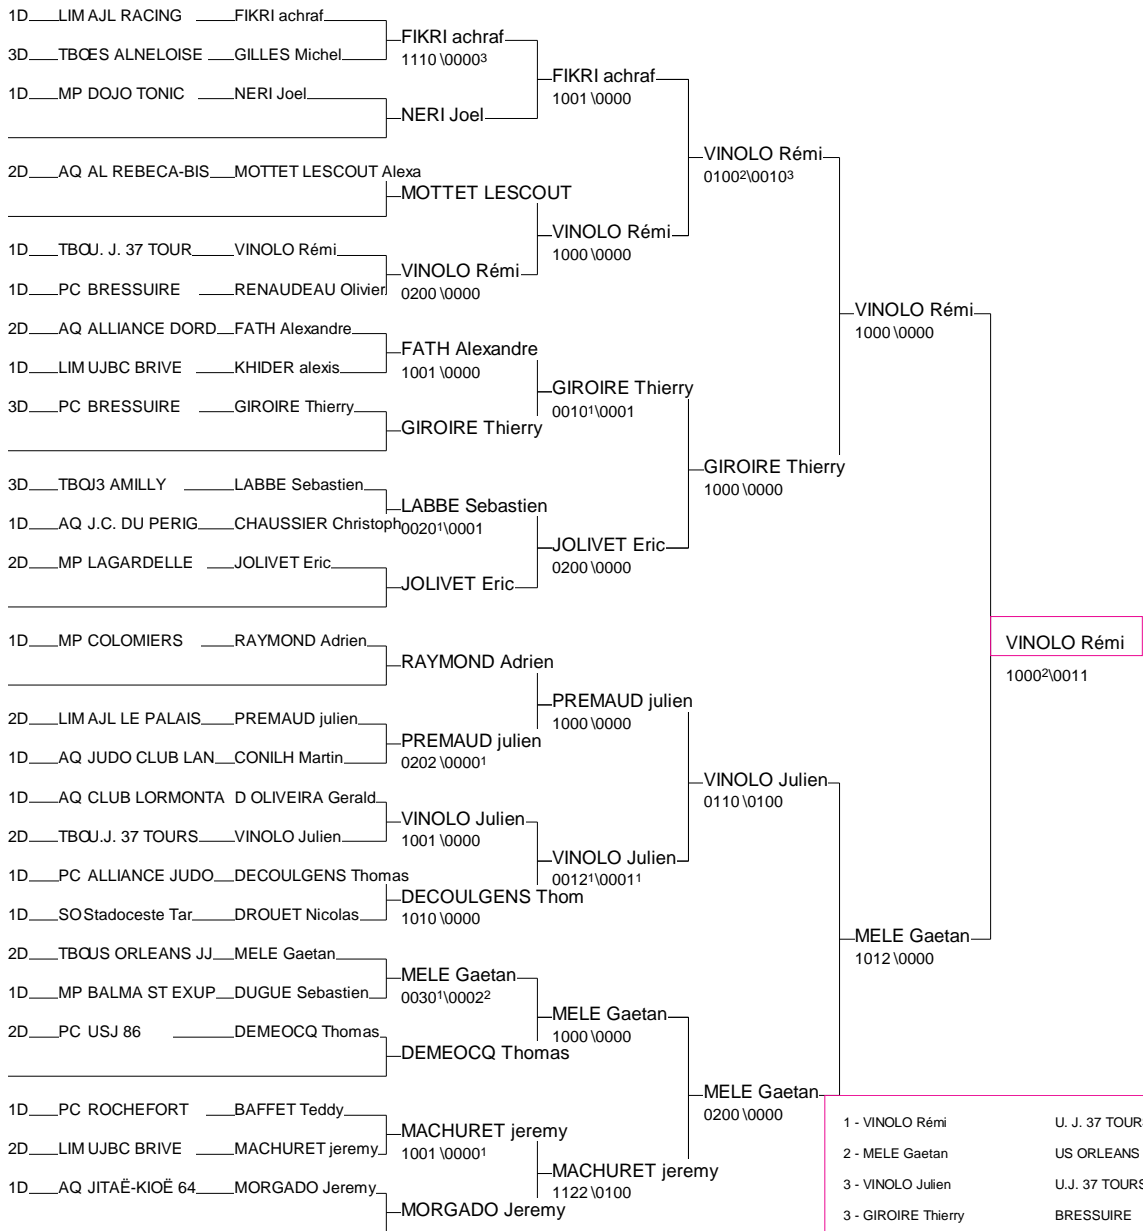 1D LIM AJL RACING FIKRI achraf
3D TBO ES ALNELOISE GILLES Michel
1D MP DOJO TONIC NERI Joel
2D AQ AL REBECA-BIS MOTTET LESCOUT Alexa
1D TBO U. J. 37 TOUR VINOLO Rémi
1D PC BRESSUIRE RENAUDEAU Olivier
2D AQ ALLIANCE DORD FATH Alexandre
1D LIM UJBC BRIVE KHIDER alexis
3D PC BRESSUIRE GIROIRE Thierry
3D TBO J3 AMILLY LABBE Sebastien
1D AQ J.C. DU PERIG CHAUSSIER Christoph
2D MP LAGARDELLE JOLIVET Eric
1D MP COLOMIERS RAYMOND Adrien
2D LIM AJL LE PALAIS PREMAUD julien
1D AQ JUDO CLUB LAN CONILH Martin
1D AQ CLUB LORMONTA D OLIVEIRA Gerald
2D TBO U.J. 37 TOURS VINOLO Julien
1D PC ALLIANCE JUDO DECOULGENS Thomas
1D SO Stadoceste Tar DROUET Nicolas
2D TBO US ORLEANS JJ MELE Gaetan
1D MP BALMA ST EXUP DUGUE Sebastien
2D PC USJ 86 DEMEOCQ Thomas
1D PC ROCHEFORT BAFFET Teddy
2D LIM UJBC BRIVE MACHURET jeremy
1D AQ JITAË-KIOË 64 MORGADO Jeremy
FIKRI achraf
1110\0000³
NERI Joel
MOTTET LESCOUT
VINOLO Rémi
0200\0000
FATH Alexandre
1001\0000
GIROIRE Thierry
LABBE Sebastien
0020¹\0001
JOLIVET Eric
RAYMOND Adrien
PREMAUD julien
0202\0000¹
VINOLO Julien
1001\0000
DECOULGENS Thom
1010\0000
MELE Gaetan
0030¹\0002²
DEMEOCQ Thomas
MACHURET jeremy
1001\0000¹
MORGADO Jeremy
FIKRI achraf
1001\0000
VINOLO Rémi
1000\0000
GIROIRE Thierry
0010¹\0001
JOLIVET Eric
0200\0000
PREMAUD julien
1000\0000
VINOLO Julien
0012¹\0001¹
MELE Gaetan
1000\0000
MACHURET jeremy
1122\0100
VINOLO Rémi
0100²\0010³
GIROIRE Thierry
1000\0000
VINOLO Julien
0110\0100
MELE Gaetan
0200\0000
VINOLO Rémi
1000\0000
MELE Gaetan
1012\0000
VINOLO Rémi
1000²\0011
1 - VINOLO Rémi U. J. 37 TOUR
2 - MELE Gaetan US ORLEANS
3 - VINOLO Julien U.J. 37 TOURS
3 - GIROIRE Thierry BRESSUIRE